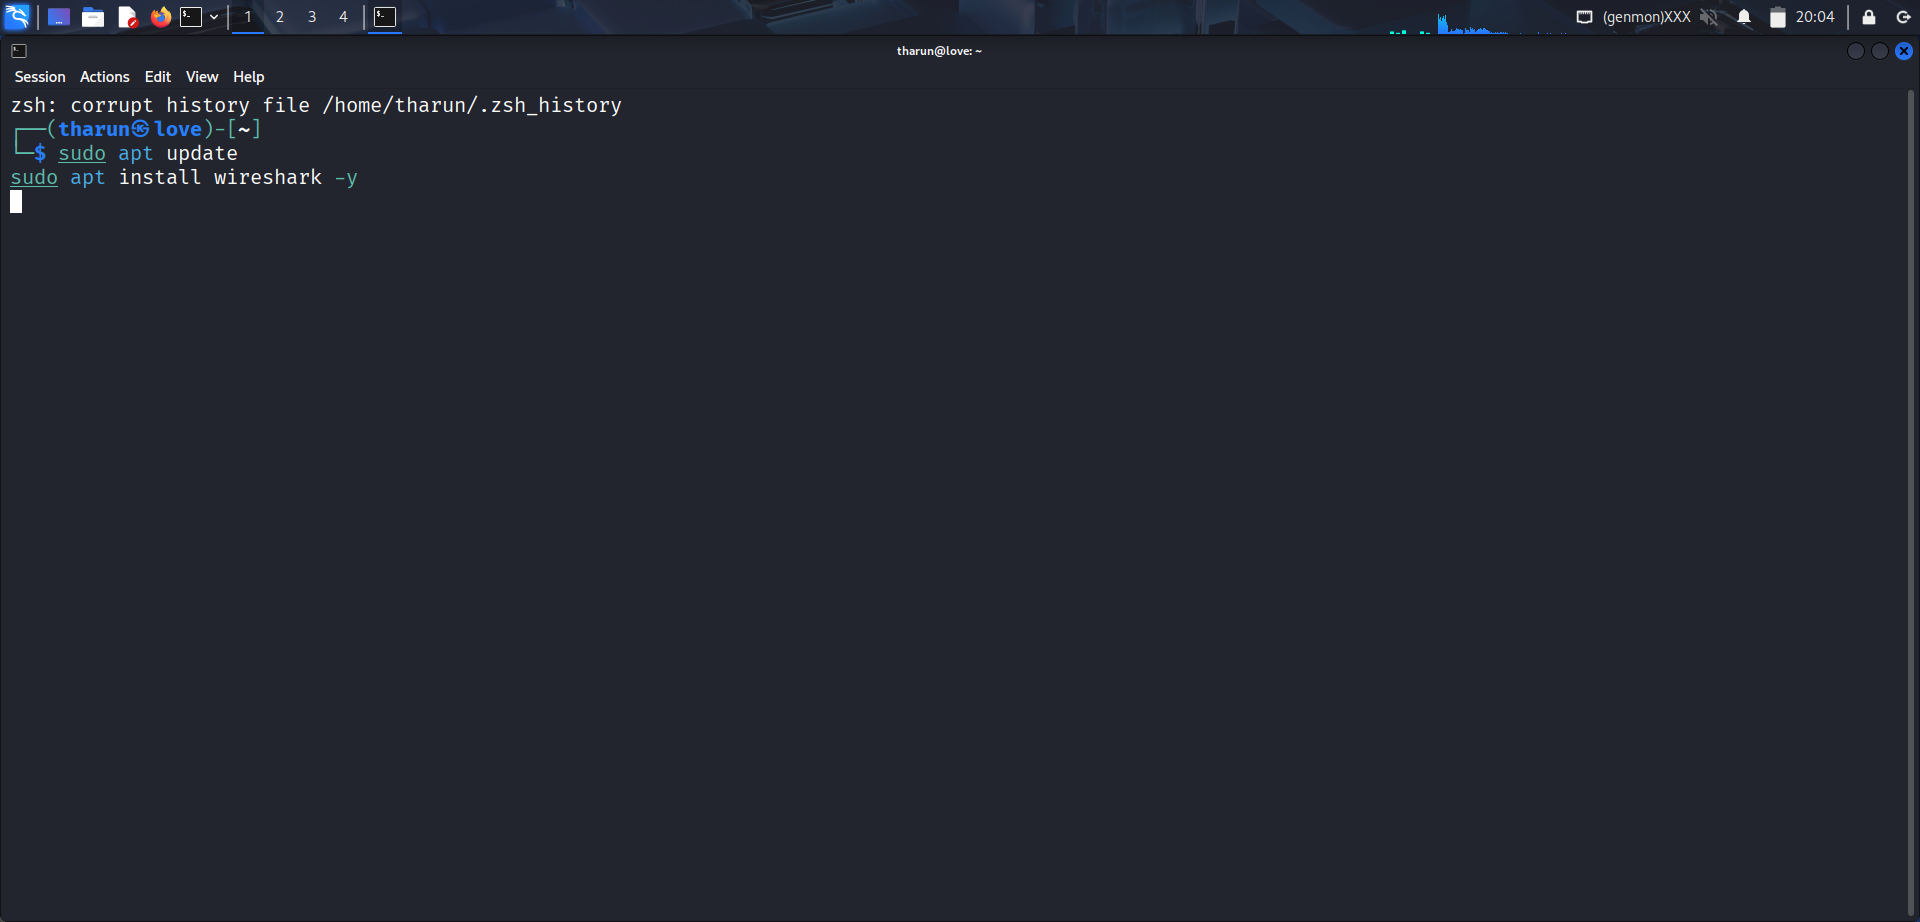 1 2 3 4 (genmon)XXX 20:04
tharun@love: ~
Session Actions Edit View Help
zsh: corrupt history file /home/tharun/.zsh_history
┌──(tharun㉿love)-[~]
└─$ sudo apt update
sudo apt install wireshark -y